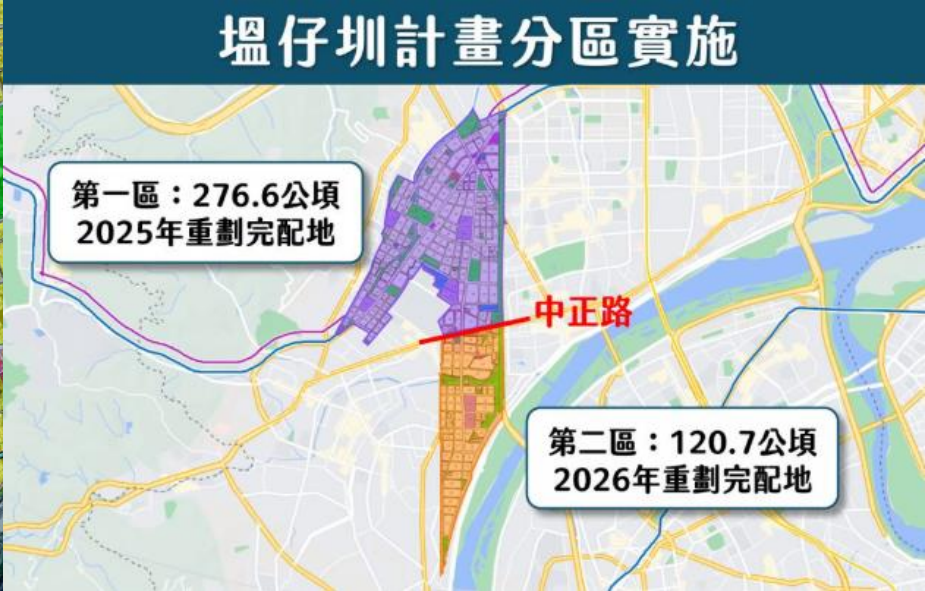 塭仔圳計畫分區實施
第一區：276.6公頃
2025年重劃完配地
中正路
第二區：120.7公頃
2026年重劃完配地